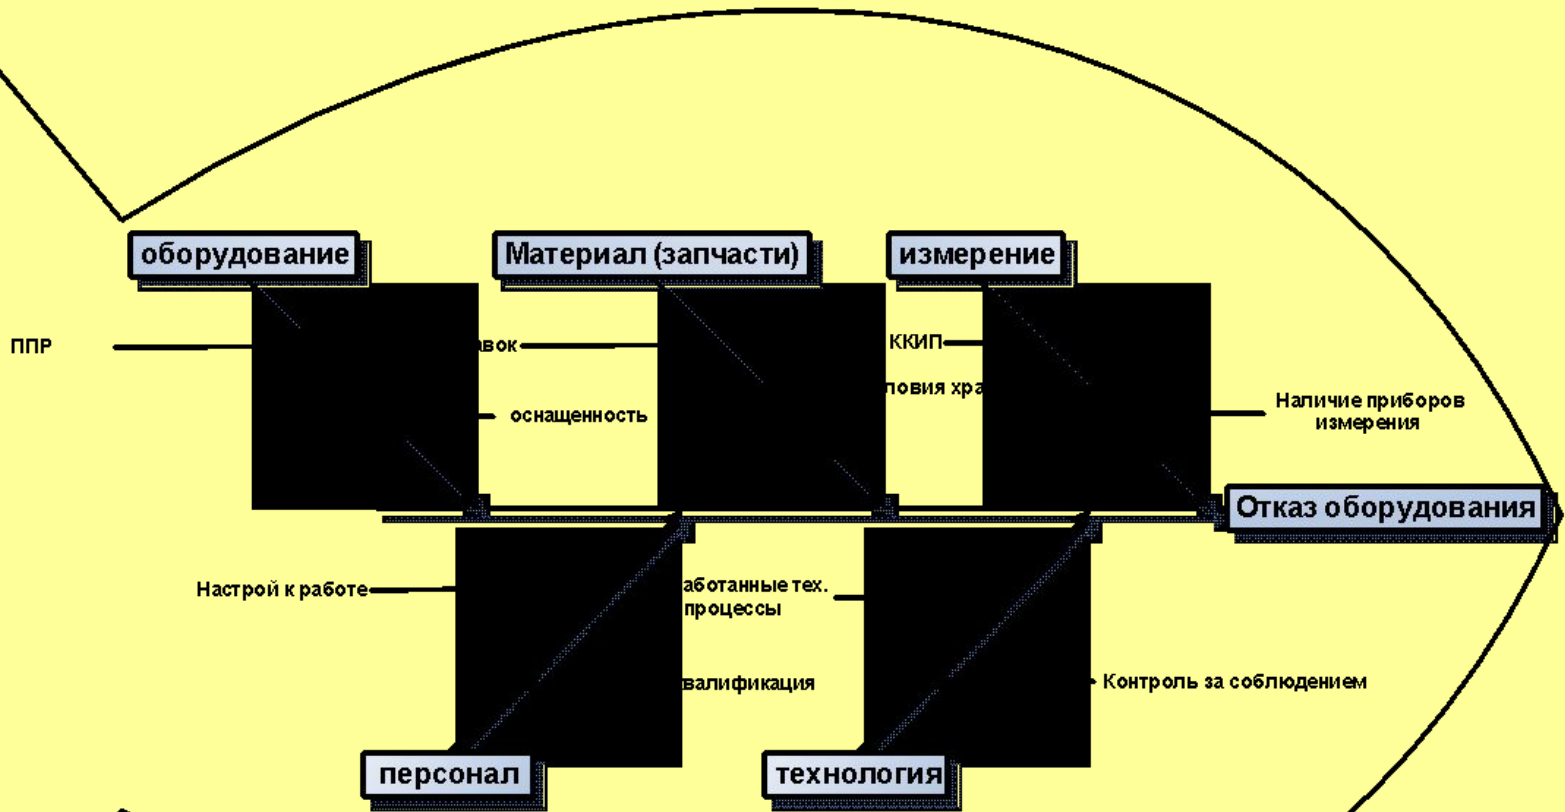 оборудование
Материал (запчасти)
измерение
ППР
авок
ККИП
ловия хра
оснащенность
Наличие приборов
измерения
Отказ оборудования
Настрой к работе
аботанные тех.
процессы
валификация
Контроль за соблюдением
персонал
технология